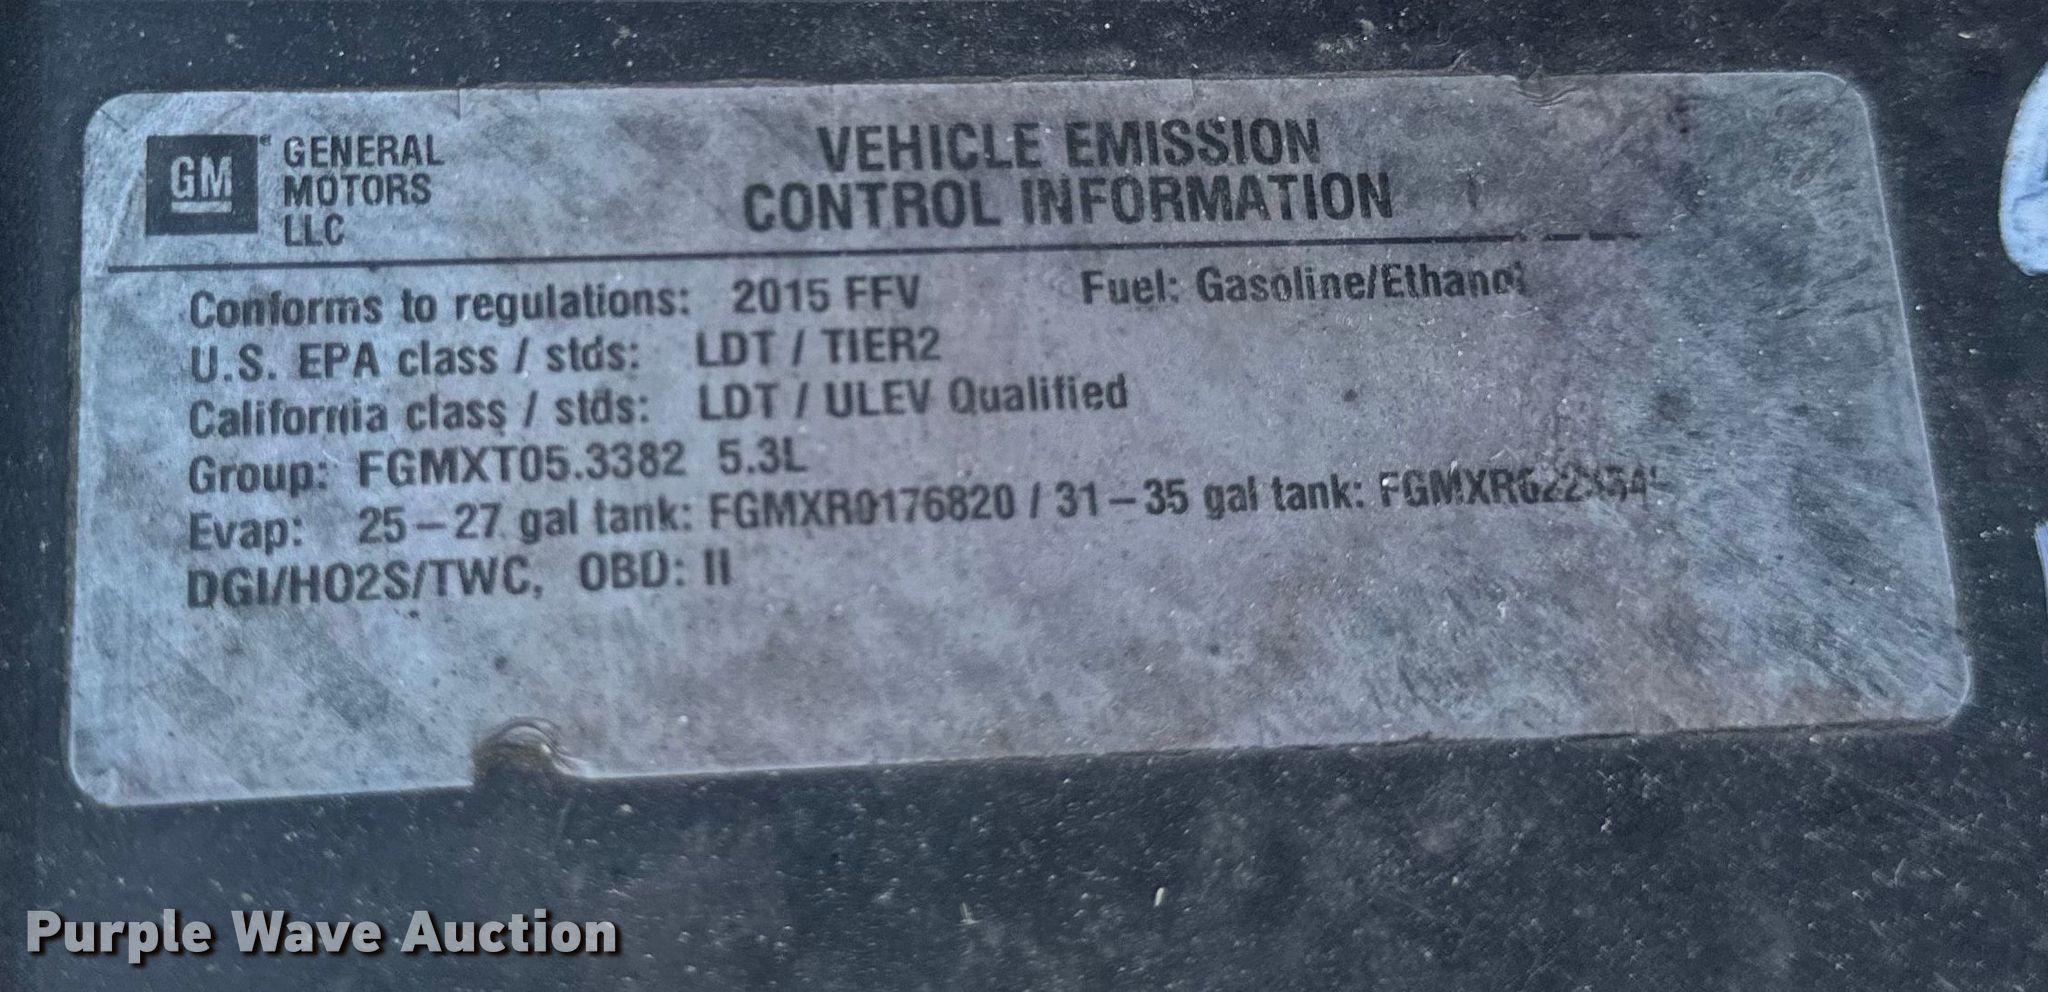 GM GENERAL MOTORS LLC
VEHICLE EMISSION
CONTROL INFORMATION
Conforms to regulations: 2015 FFV Fuel: Gasoline/Ethanol
U.S. EPA class / stds: LDT / TIER2
California class / stds: LDT / ULEV Qualified
Group: FGMXT05.3382 5.3L
Evap: 25-27 gal tank: FGMXR0176820 / 31-35 gal tank:
DGI/HO2S/TWC, OBD: II
Purple Wave Auction